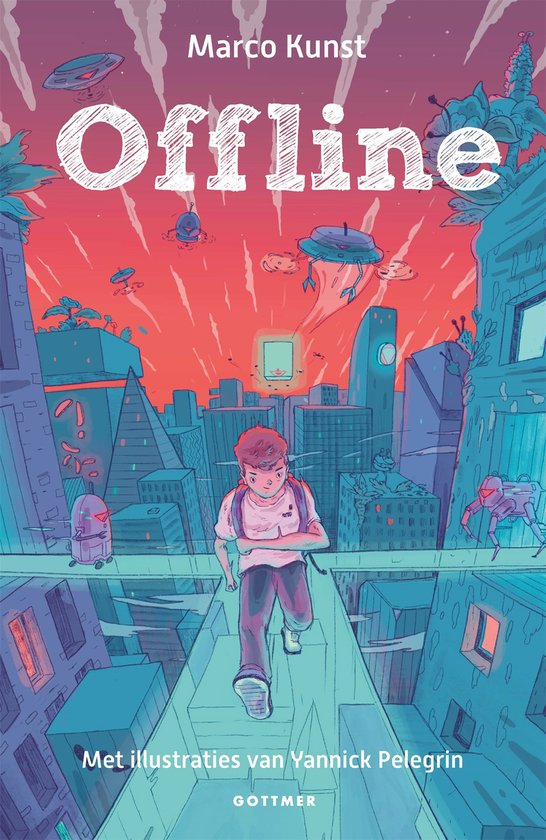 Marco Kunst
Offline
Met illustraties van Yannick Pelegrin
GOTTMER